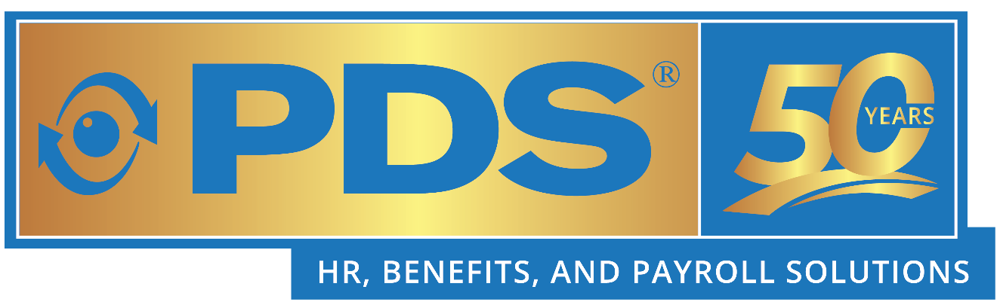 PDS®
50
YEARS
HR, BENEFITS, AND PAYROLL SOLUTIONS